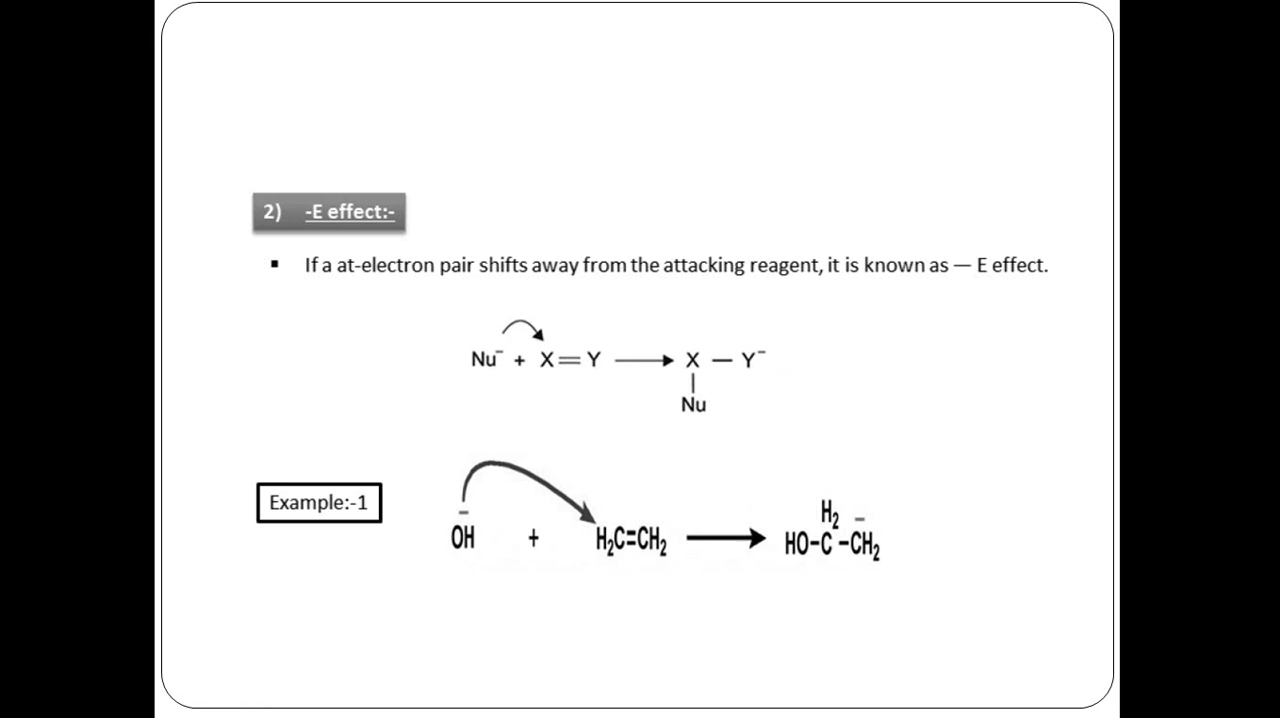 2) -E effect:-
▪ If a at-electron pair shifts away from the attacking reagent, it is known as — E effect.
Nu⁻ + X=Y ⟶ X — Y⁻
|
Nu
Example:-1
H₂ –
OH⁻ + H₂C=CH₂ ⟶ HO-C -CH₂